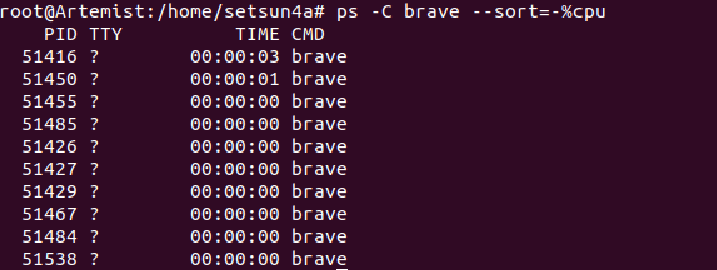 root@Artemist:/home/setsun4a# ps -C brave --sort=-%cpu
PID TTY TIME CMD
51416 ? 00:00:03 brave
51450 ? 00:00:01 brave
51455 ? 00:00:00 brave
51485 ? 00:00:00 brave
51426 ? 00:00:00 brave
51427 ? 00:00:00 brave
51429 ? 00:00:00 brave
51467 ? 00:00:00 brave
51484 ? 00:00:00 brave
51538 ? 00:00:00 brave